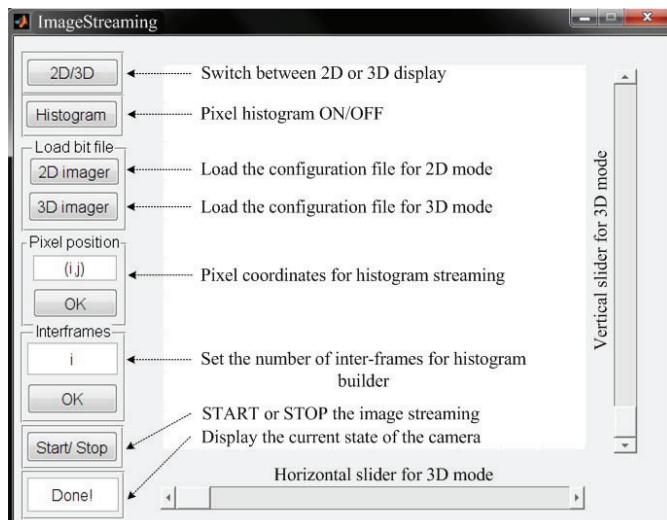 ImageStreaming
2D/3D
Switch between 2D or 3D display
Histogram
Pixel histogram ON/OFF
Load bit file
2D imager
Load the configuration file for 2D mode
3D imager
Load the configuration file for 3D mode
Pixel position
(i,j)
Pixel coordinates for histogram streaming
OK
Interframes
i
Set the number of inter-frames for histogram
builder
OK
START or STOP the image streaming
Start/ Stop
Display the current state of the camera
Done!
Horizontal slider for 3D mode
Vertical slider for 3D mode